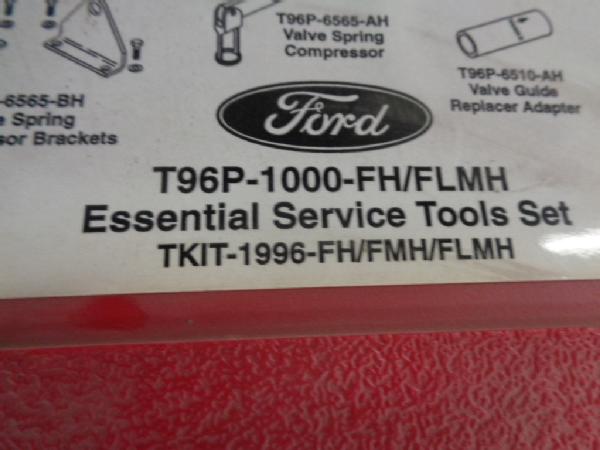 T96P-6565-AH
Valve Spring
Compressor
T96P-6510-AH
Valve Guide
Replacer Adapter
-6565-BH
Spring
Brackets
Ford
T96P-1000-FH/FLMH
Essential Service Tools Set
TKIT-1996-FH/FMH/FLMH